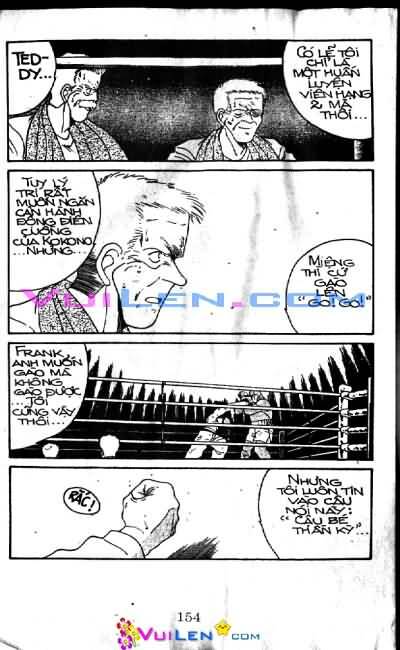 TED-
DY...
CÓ LẼ TÔI
CHỈ LÀ
MỘT HUẤN
LUYỆN
VIÊN HẠNG
2 MÀ
THÔI...
TUY LÝ
TRÍ RẤT
MUỐN NGĂN
CẢN HÀNH
ĐỘNG ĐIÊN
CUỒNG
CỦA KOKONO
...NHƯNG...
MIỆNG
THÌ CỨ
GÀO
LÊN
"GO! GO!"
VUILEN.COM
FRANK,
ANH MUỐN
GÀO MÀ
KHÔNG
GÀO ĐƯỢC
...TÔI
CŨNG VẬY
THÔI...
RẮC!
NHƯNG
TÔI LUÔN TIN
VÀO CÂU
NÓI NÀY:
"CẬU BÉ
THẦN KỲ"...
154
VUILEN.COM